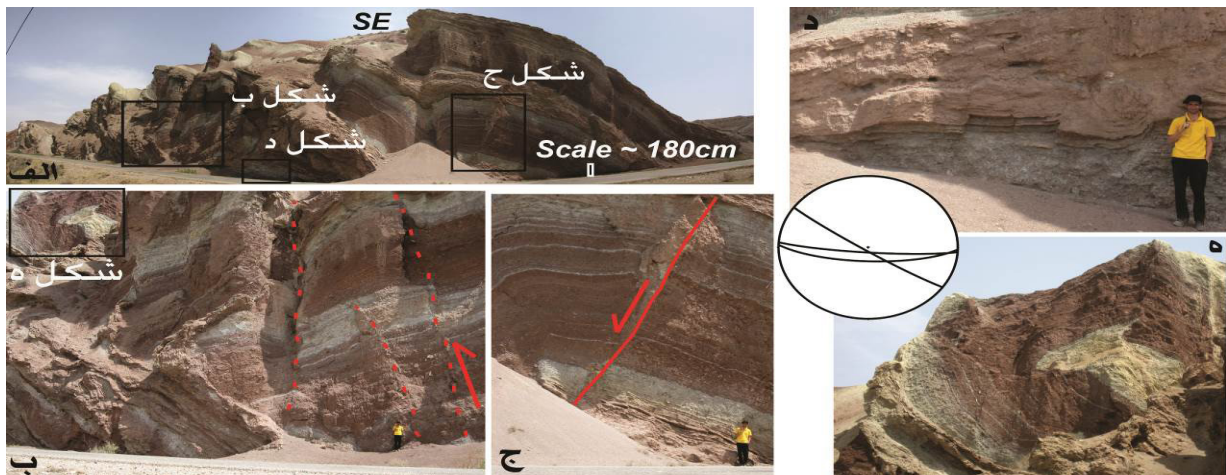 SE
شکل ج
شکل ب
شکل د
Scale ~ 180cm
الف
شکل ه
ب
ج
د
ه